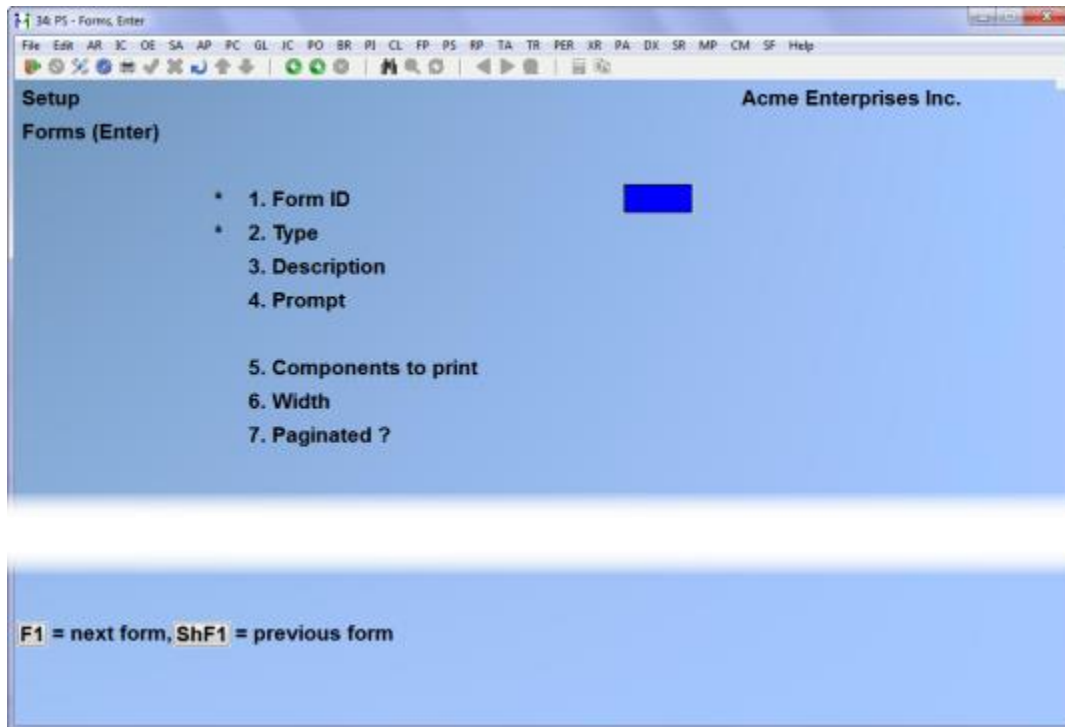 34: PS - Forms, Enter
File Edit AR IC OE SA AP PC GL JC PO BR PI CL FP PS RP TA TR PER XR PA DX SR MP CM SF Help
Setup Acme Enterprises Inc.
Forms (Enter)
* 1. Form ID
* 2. Type
3. Description
4. Prompt
5. Components to print
6. Width
7. Paginated ?
F1 = next form, ShF1 = previous form